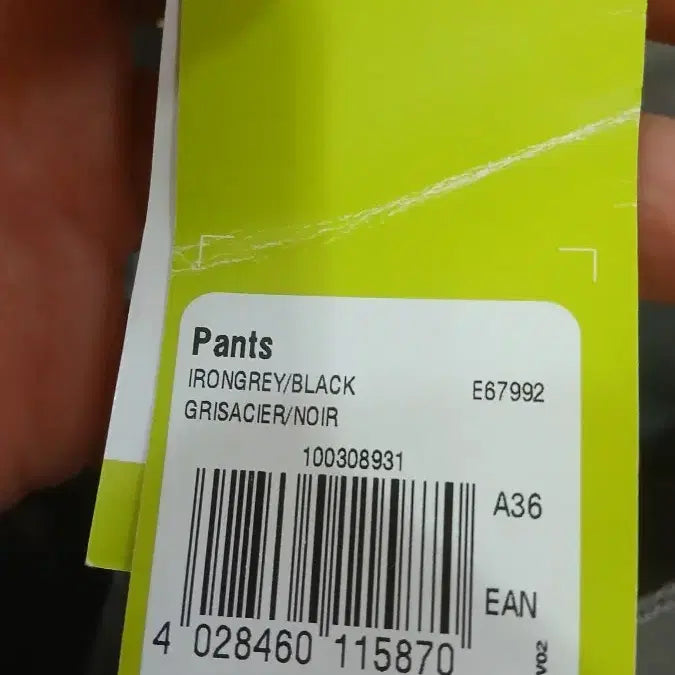 Pants
IRONGREY/BLACK E67992
GRISACIER/NOIR
100308931
A36
EAN
4 028460 115870
V02